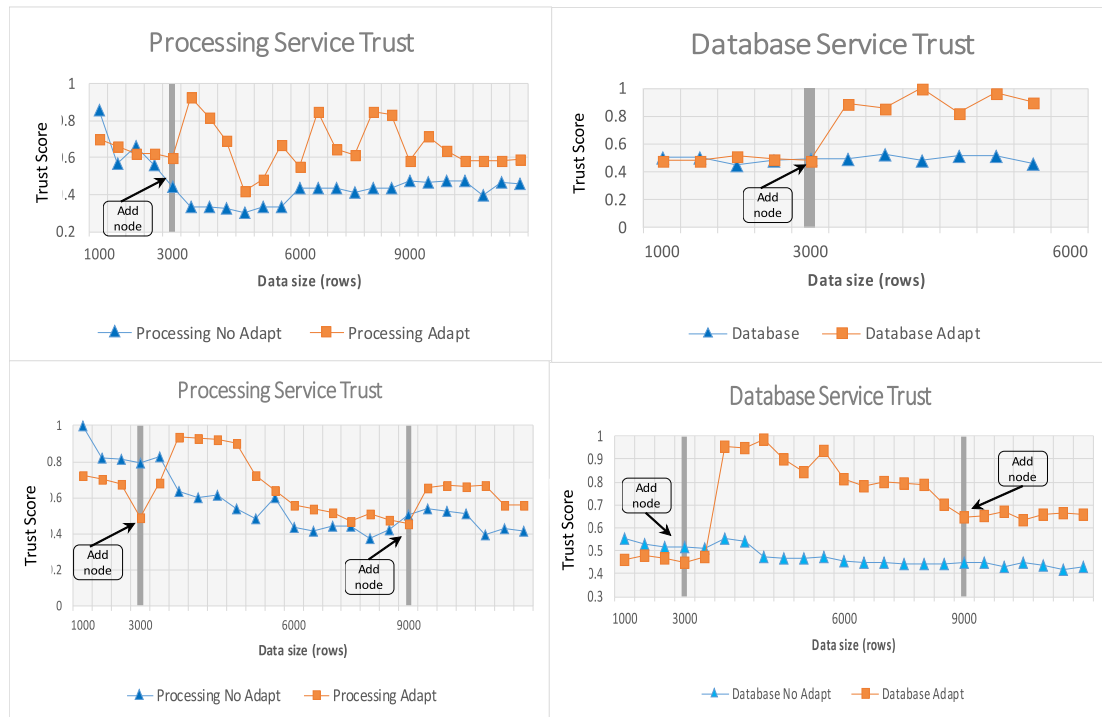 Processing Service Trust
Trust Score
1
.8
.6
.4
0.2
Add
node
1000
3000
6000
9000
Data size (rows)
Processing No Adapt
Processing Adapt
Database Service Trust
Trust Score
1
0.8
0.6
0.4
0.2
0
Add
node
1000
3000
6000
Data size (rows)
Database
Database Adapt
Processing Service Trust
Trust Score
1
0.8
.6
.4
.2
0
Add
node
Add
node
1000
3000
6000
9000
Data size (rows)
Processing No Adapt
Processing Adapt
Database Service Trust
Trust Score
1
0.9
0.8
0.7
0.6
0.5
0.4
0.3
Add
node
Add
node
1000
3000
6000
9000
Data size (rows)
Database No Adapt
Database Adapt